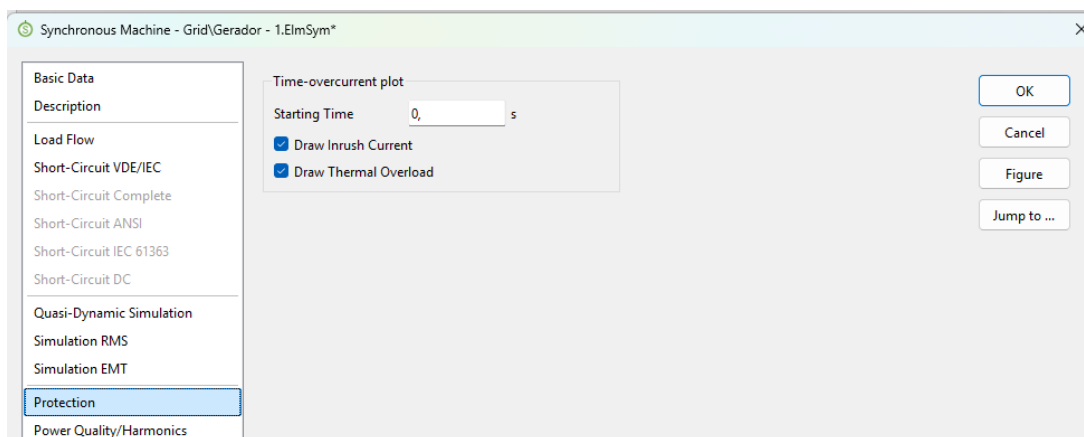 Synchronous Machine - Grid\Gerador - 1.ElmSym*
Basic Data
Description
Load Flow
Short-Circuit VDE/IEC
Short-Circuit Complete
Short-Circuit ANSI
Short-Circuit IEC 61363
Short-Circuit DC
Quasi-Dynamic Simulation
Simulation RMS
Simulation EMT
Protection
Power Quality/Harmonics
Time-overcurrent plot
Starting Time 0, s
Draw Inrush Current
Draw Thermal Overload
OK
Cancel
Figure
Jump to ...